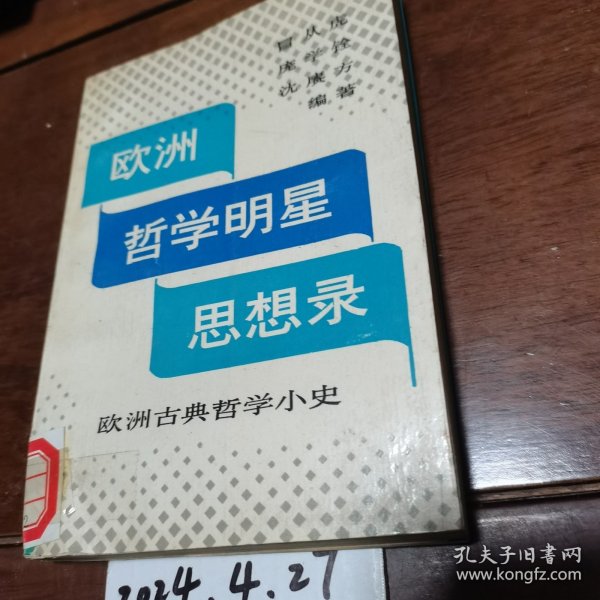 冒从虎
庞学铨
沈赓方
编著
欧洲
哲学明星
思想录
欧洲古典哲学小史
2024.4.27
孔夫子旧书网
www.kongfz.com